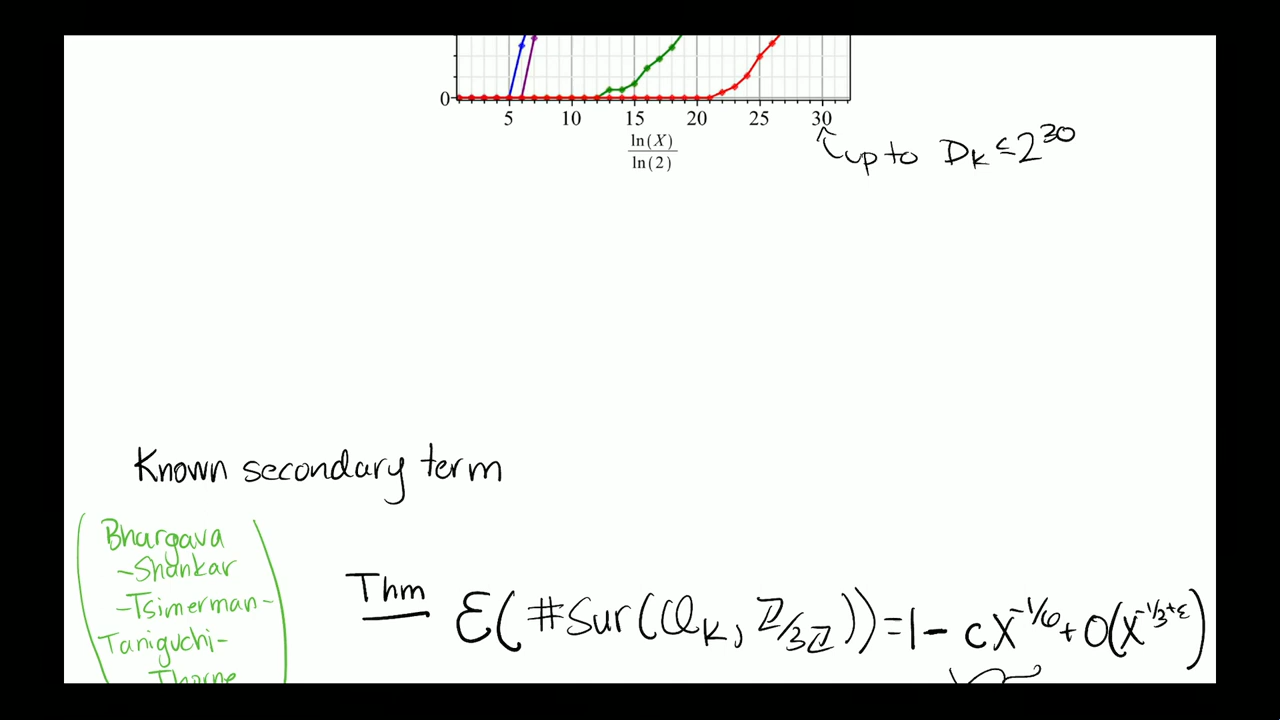 0
5 10 15 20 25 30
ln(X)
ln(2)
up to D_K ≤ 2^30
Known secondary term
Bhargava
-Shankar
-Tsimerman-
Taniguchi-
Thorne
Thm
E(#Sur(Cl_K, Z/3Z)) = 1 - cX^{-1/6} + O(X^{-1/3+ε})